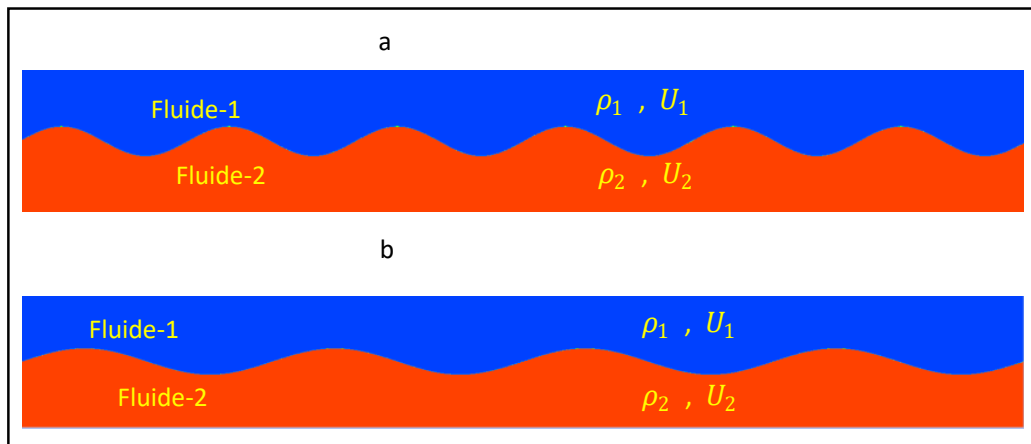 a
Fluide-1
ρ₁ , U₁
Fluide-2
ρ₂ , U₂
b
Fluide-1
ρ₁ , U₁
Fluide-2
ρ₂ , U₂